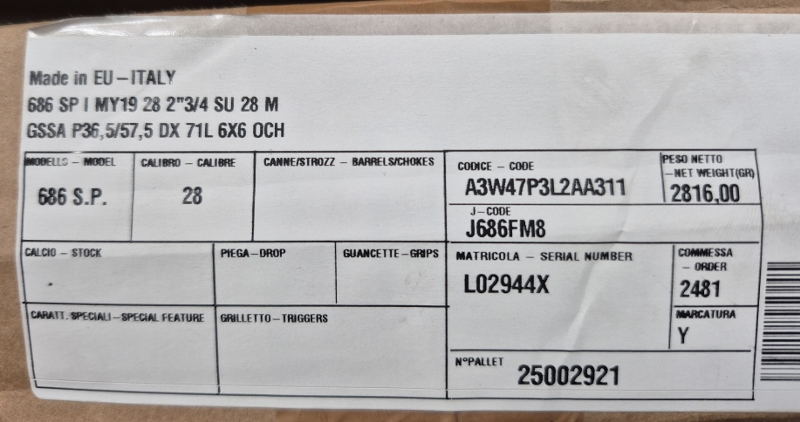 Made in EU-ITALY
686 SP I MY19 28 2"3/4 SU 28 M
GSSA P36,5/57,5 DX 71L 6X6 OCH
MODELLO - MODEL
686 S.P.
CALIBRO - CALIBRE
28
CANNE/STROZZ - BARRELS/CHOKES
CODICE - CODE
A3W47P3L2AA311
PESO NETTO
-NET WEIGHT(GR)
2816,00
J-CODE
J686FM8
CALCIO - STOCK
PIEGA-DROP
GUANCETTE-GRIPS
MATRICOLA - SERIAL NUMBER
L02944X
COMMESSA
- ORDER
2481
CARATT. SPECIALI-SPECIAL FEATURE
GRILLETTO-TRIGGERS
MARCATURA
Y
N°PALLET
25002921